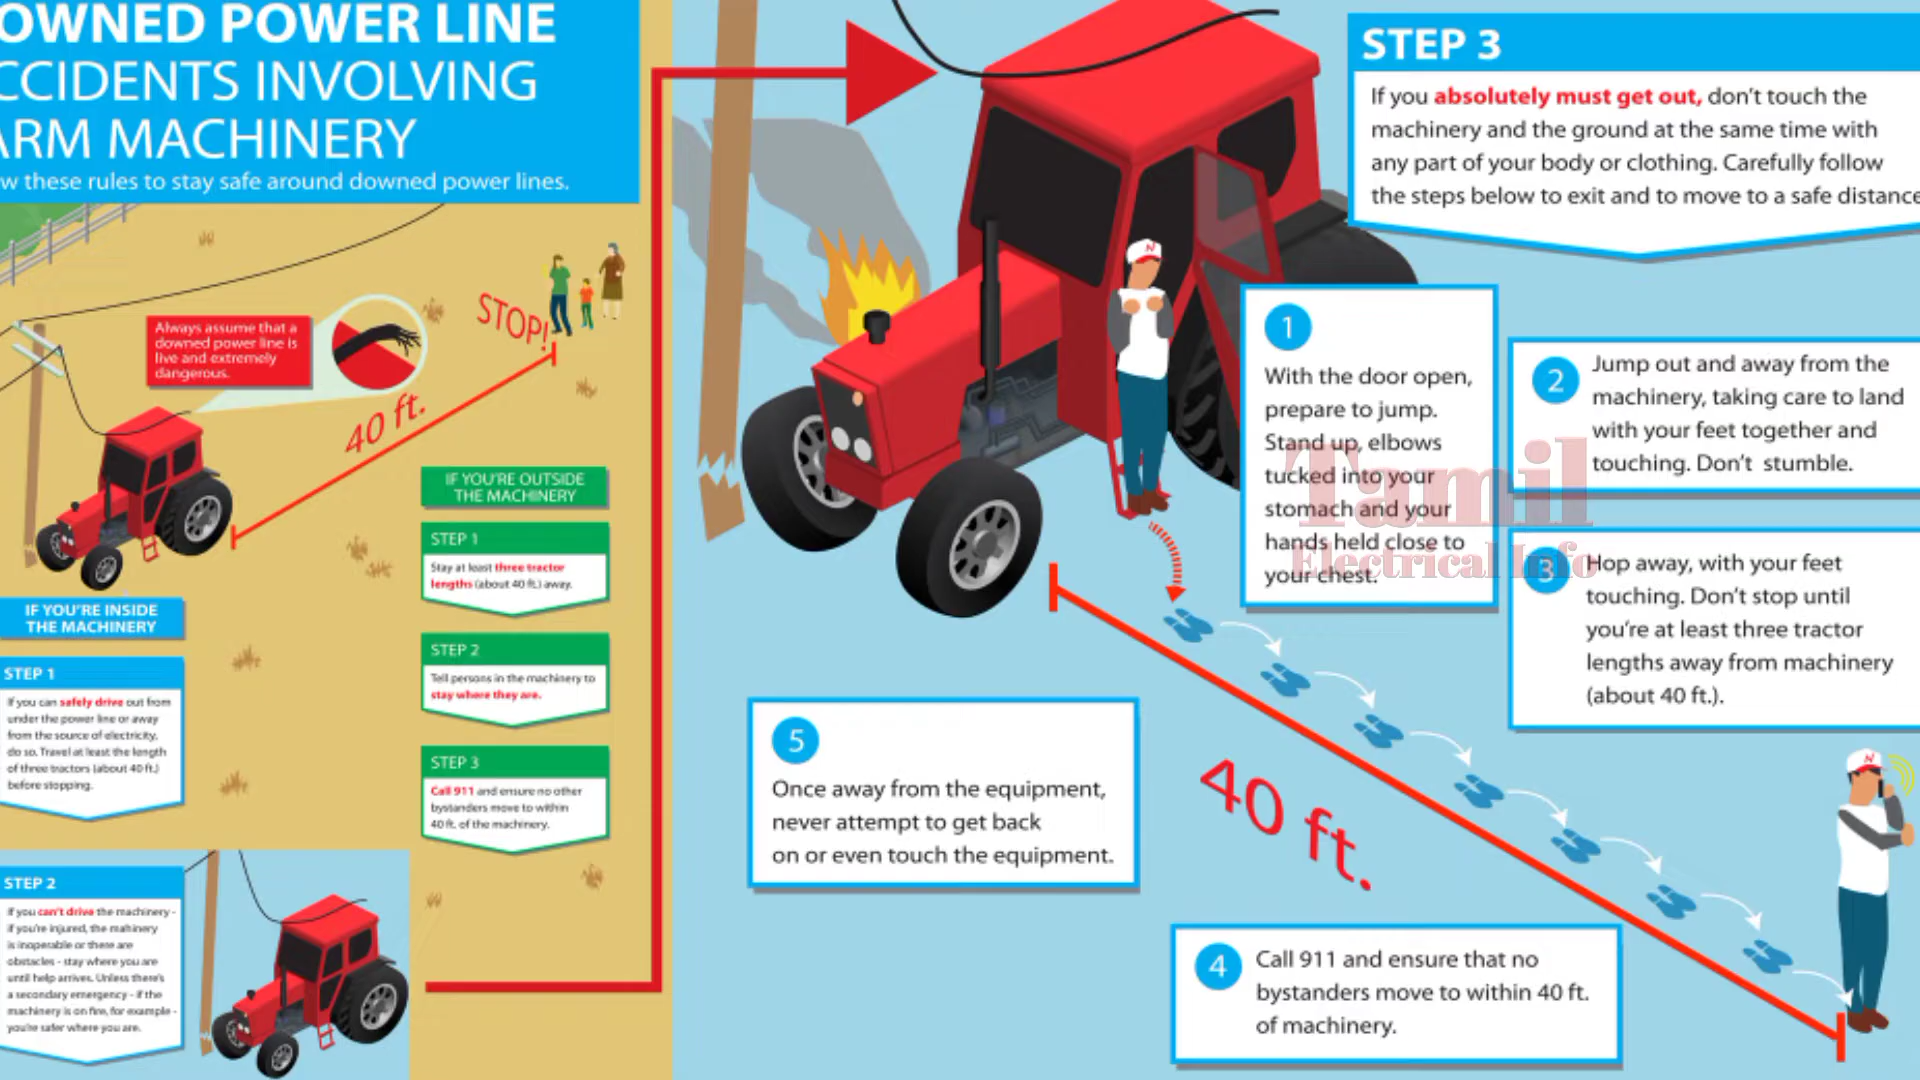 OWNED POWER LINE
CCIDENTS INVOLVING
ARM MACHINERY
w these rules to stay safe around downed power lines.
Always assume that a
downed power line is
live and extremely
dangerous.
STOP!
40 ft.
IF YOU'RE OUTSIDE
THE MACHINERY
STEP 1
Stay at least three tractor
lengths (about 40 ft.) away.
STEP 2
Tell persons in the machinery to
stay where they are.
STEP 3
Call 911 and ensure no other
bystanders move to within
40 ft. of the machinery.
IF YOU'RE INSIDE
THE MACHINERY
STEP 1
If you can safely drive out from
under the power line or away
from the source of electricity,
do so. Travel at least the length
of three tractors (about 40 ft.)
before stopping.
STEP 2
If you can't drive the machinery -
if you're injured, the mahinery
is inoperable or there are
obstacles - stay where you are
until help arrives. Unless there's
a secondary emergency - if the
machinery is on fire, for example -
you're safer where you are.
STEP 3
If you absolutely must get out, don't touch the
machinery and the ground at the same time with
any part of your body or clothing. Carefully follow
the steps below to exit and to move to a safe distance
1
With the door open,
prepare to jump.
Stand up, elbows
tucked into your
stomach and your
hands held close to
your chest.
2
Jump out and away from the
machinery, taking care to land
with your feet together and
touching. Don't stumble.
3
Hop away, with your feet
touching. Don't stop until
you're at least three tractor
lengths away from machinery
(about 40 ft.).
Tamil
Electrical Info
40 ft.
5
Once away from the equipment,
never attempt to get back
on or even touch the equipment.
4
Call 911 and ensure that no
bystanders move to within 40 ft.
of machinery.